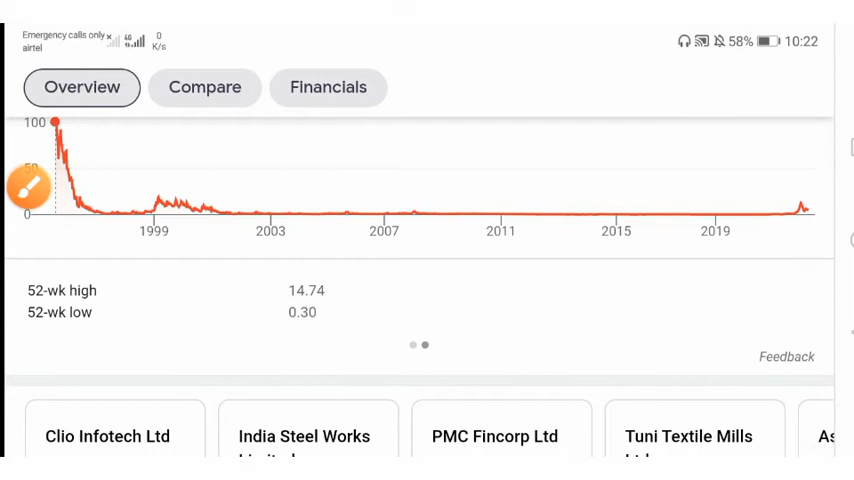 Emergency calls only
airtel
4G
0
K/s
58%
10:22
Overview
Compare
Financials
100
50
0
1999
2003
2007
2011
2015
2019
52-wk high 14.74
52-wk low 0.30
Feedback
Clio Infotech Ltd
India Steel Works
PMC Fincorp Ltd
Tuni Textile Mills
As